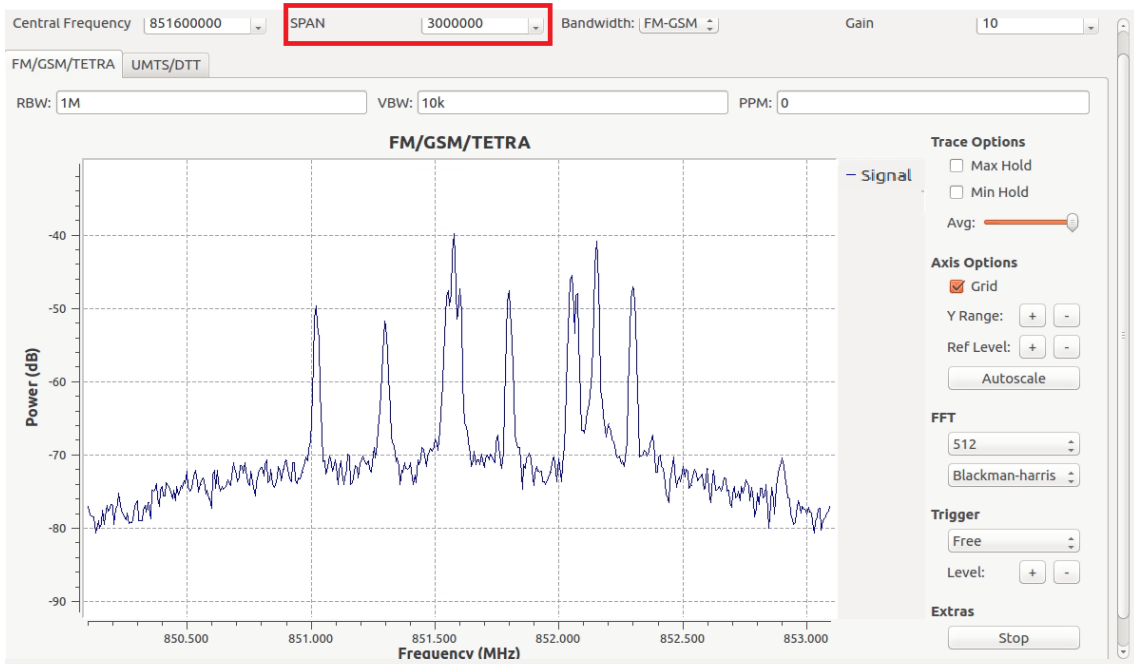 Central Frequency 851600000 SPAN 3000000 Bandwidth: FM-GSM Gain 10
FM/GSM/TETRA UMTS/DTT
RBW: 1M VBW: 10k PPM: 0
FM/GSM/TETRA
Signal
Power (dB)
-40
-50
-60
-70
-80
-90
850.500 851.000 851.500 852.000 852.500 853.000
Frequency (MHz)
Trace Options
Max Hold
Min Hold
Avg:
Axis Options
Grid
Y Range: + -
Ref Level: + -
Autoscale
FFT
512
Blackman-harris
Trigger
Free
Level: + -
Extras
Stop